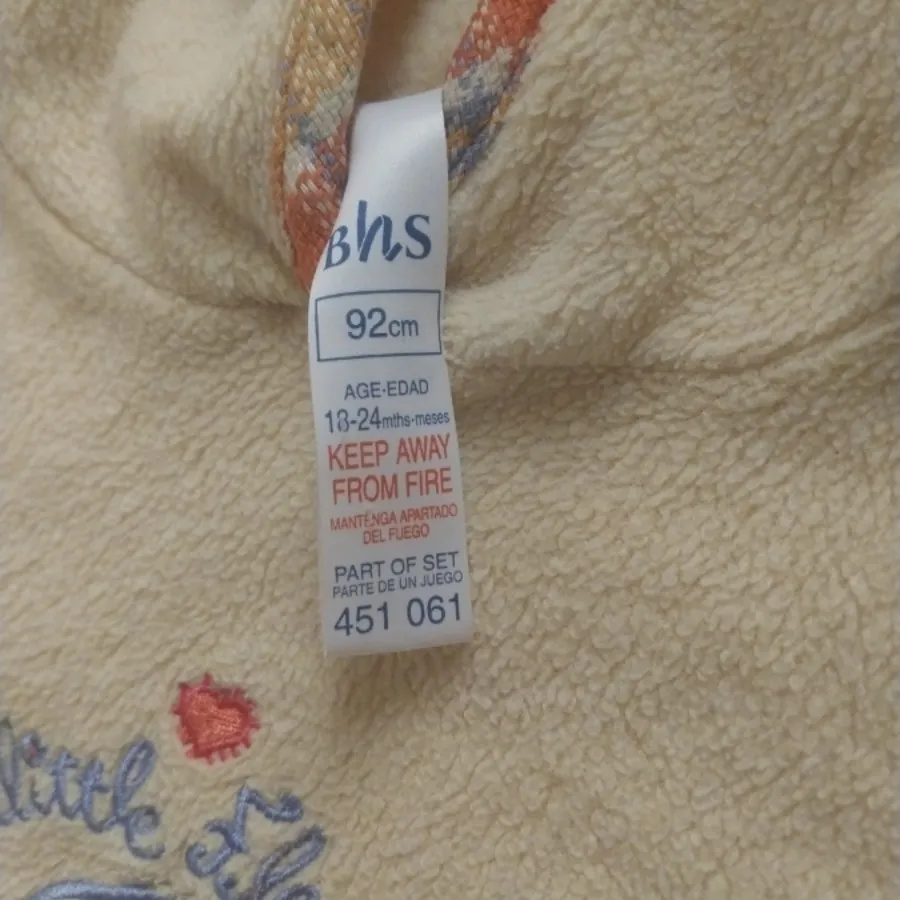 BhS
92cm
AGE·EDAD
18-24mths-meses
KEEP AWAY
FROM FIRE
MANTENGA APARTADO
DEL FUEGO
PART OF SET
PARTE DE UN JUEGO
451 061
little